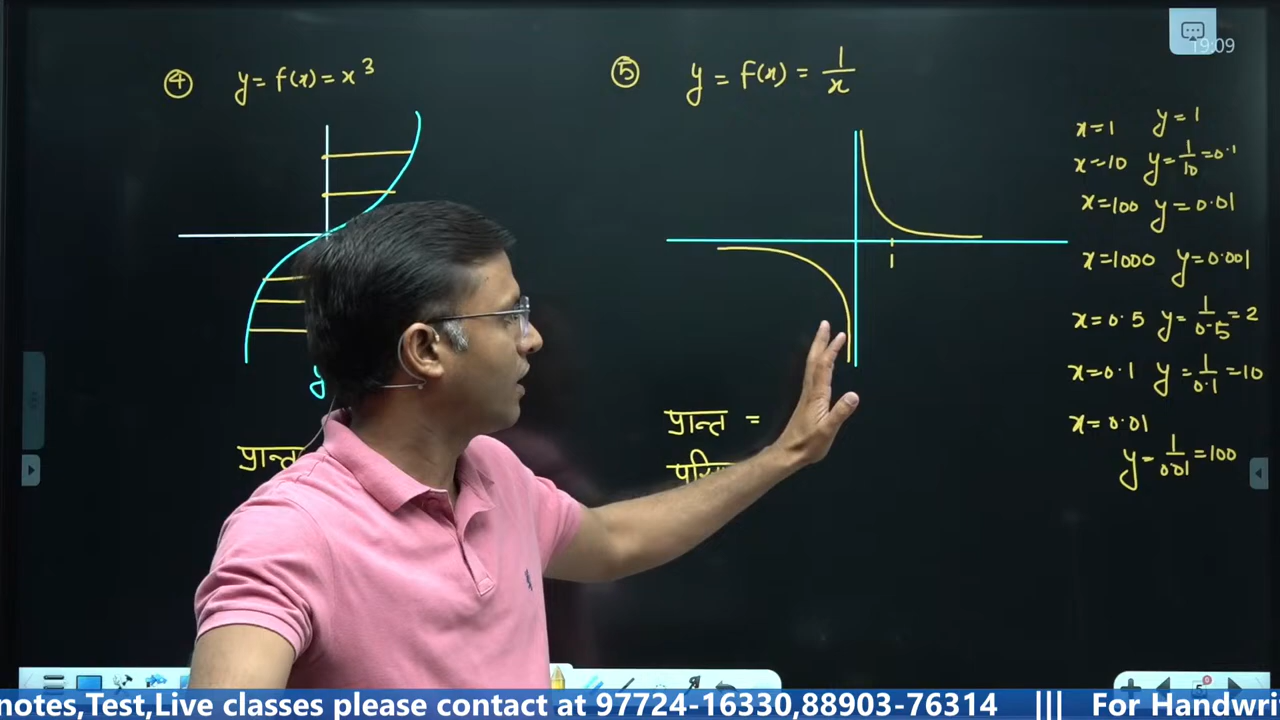 19:09
④ y = f(x) = x³
⑤ y = f(x) = 1/x
x=1 y=1
x=10 y=1/10=0.1
x=100 y=0.01
x=1000 y=0.001
x=0.5 y=1/0.5=2
x=0.1 y=1/0.1=10
x=0.01
y=1/0.01=100
1
y
प्रान्त
प्रान्त =
notes,Test,Live classes please contact at 97724-16330,88903-76314 ||| For Handwri